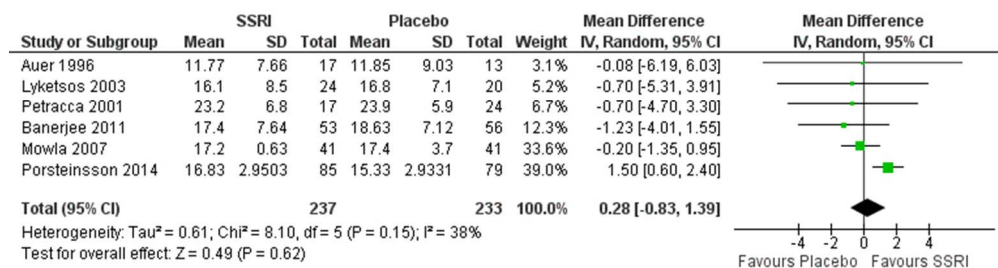 SSRI Placebo Mean Difference Mean Difference
Study or Subgroup Mean SD Total Mean SD Total Weight IV, Random, 95% CI IV, Random, 95% CI
Auer 1996 11.77 7.66 17 11.85 9.03 13 3.1% -0.08 [-6.19, 6.03]
Lyketsos 2003 16.1 8.5 24 16.8 7.1 20 5.2% -0.70 [-5.31, 3.91]
Petracca 2001 23.2 6.8 17 23.9 5.9 24 6.7% -0.70 [-4.70, 3.30]
Banerjee 2011 17.4 7.64 53 18.63 7.12 56 12.3% -1.23 [-4.01, 1.55]
Mowla 2007 17.2 0.63 41 17.4 3.7 41 33.6% -0.20 [-1.35, 0.95]
Porsteinsson 2014 16.83 2.9503 85 15.33 2.9331 79 39.0% 1.50 [0.60, 2.40]
Total (95% CI) 237 233 100.0% 0.28 [-0.83, 1.39]
Heterogeneity: Tau² = 0.61; Chi² = 8.10, df = 5 (P = 0.15); I² = 38%
Test for overall effect: Z = 0.49 (P = 0.62)
-4 -2 0 2 4
Favours Placebo Favours SSRI